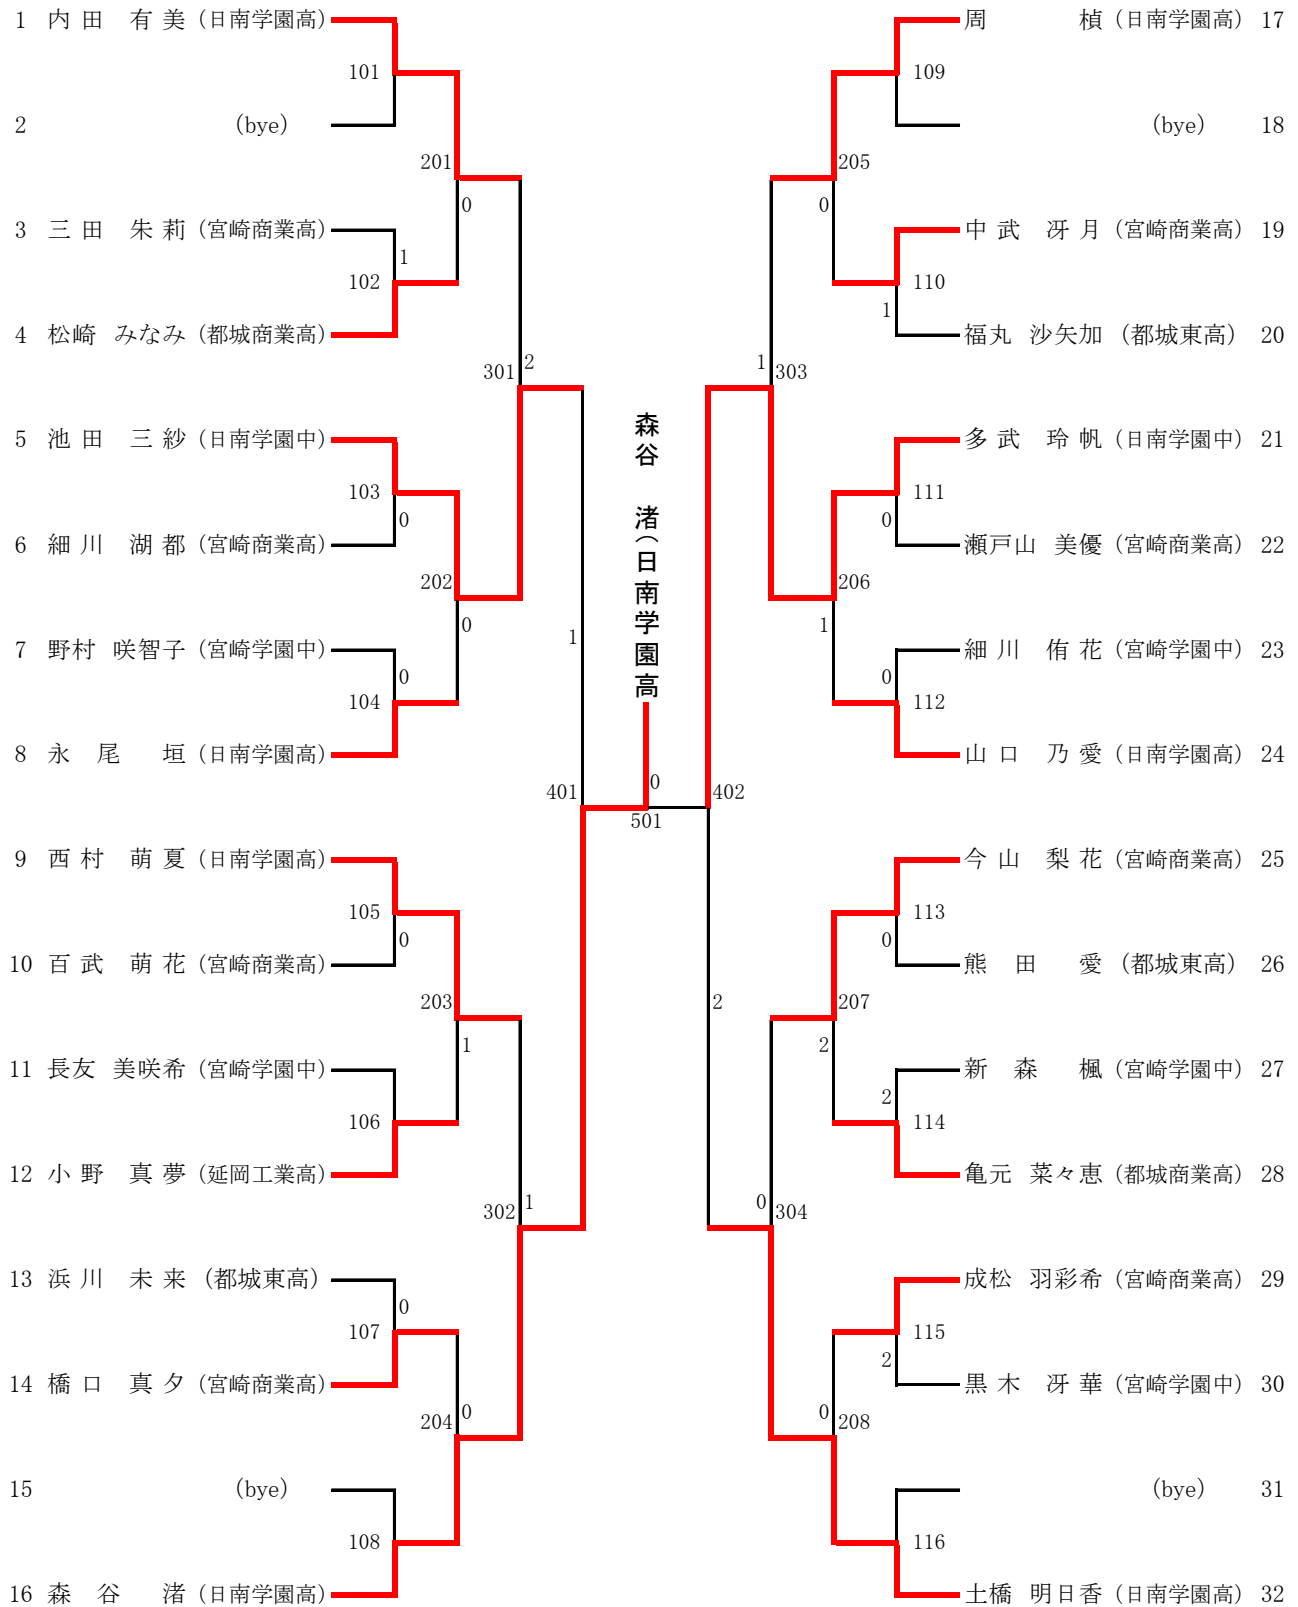 1 内田 有美 (日南学園高)
101
2 (bye)
201
0
3 三田 朱莉 (宮崎商業高)
1
102
4 松崎 みなみ (都城商業高)
301 2
5 池田 三紗 (日南学園中)
103
0
6 細川 湖都 (宮崎商業高)
202
0
7 野村 咲智子 (宮崎学園中)
0
104
8 永尾 垣 (日南学園高)
1
401
9 西村 萌夏 (日南学園高)
105
0
10 百武 萌花 (宮崎商業高)
203
1
11 長友 美咲希 (宮崎学園中)
106
12 小野 真夢 (延岡工業高)
302 1
13 浜川 未来 (都城東高)
0
107
14 橋口 真夕 (宮崎商業高)
204 0
15 (bye)
108
16 森谷 渚 (日南学園高)
森谷 渚(日南学園高
0
501
周 楨 (日南学園高) 17
109
(bye) 18
205
0
中武 冴月 (宮崎商業高) 19
110
1
福丸 沙矢加 (都城東高) 20
1 303
多武 玲帆 (日南学園中) 21
111
0
瀬戸山 美優 (宮崎商業高) 22
206
1
細川 侑花 (宮崎学園中) 23
0
112
山口 乃愛 (日南学園高) 24
402
2
今山 梨花 (宮崎商業高) 25
113
0
熊田 愛 (都城東高) 26
207
2
新森 楓 (宮崎学園中) 27
2
114
亀元 菜々恵 (都城商業高) 28
0 304
成松 羽彩希 (宮崎商業高) 29
115
2
黒木 冴華 (宮崎学園中) 30
0 208
(bye) 31
116
土橋 明日香 (日南学園高) 32